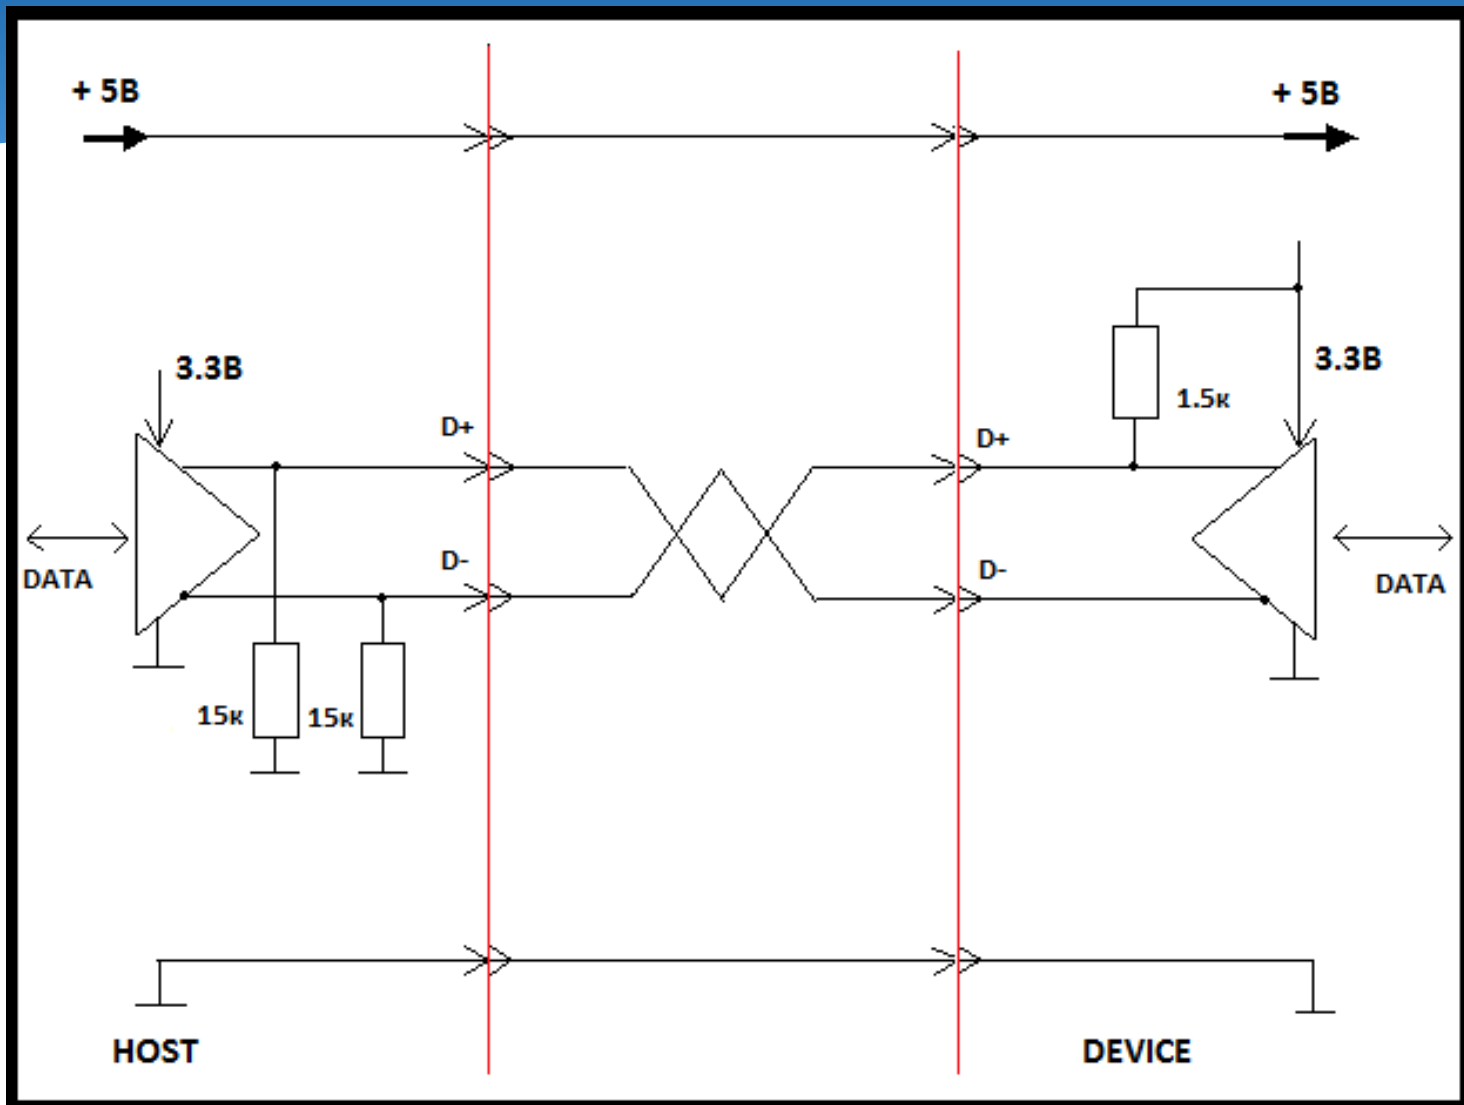 + 5В
+ 5В
3.3В
3.3В
1.5к
D+
D+
D-
D-
DATA
DATA
15к
15к
HOST
DEVICE